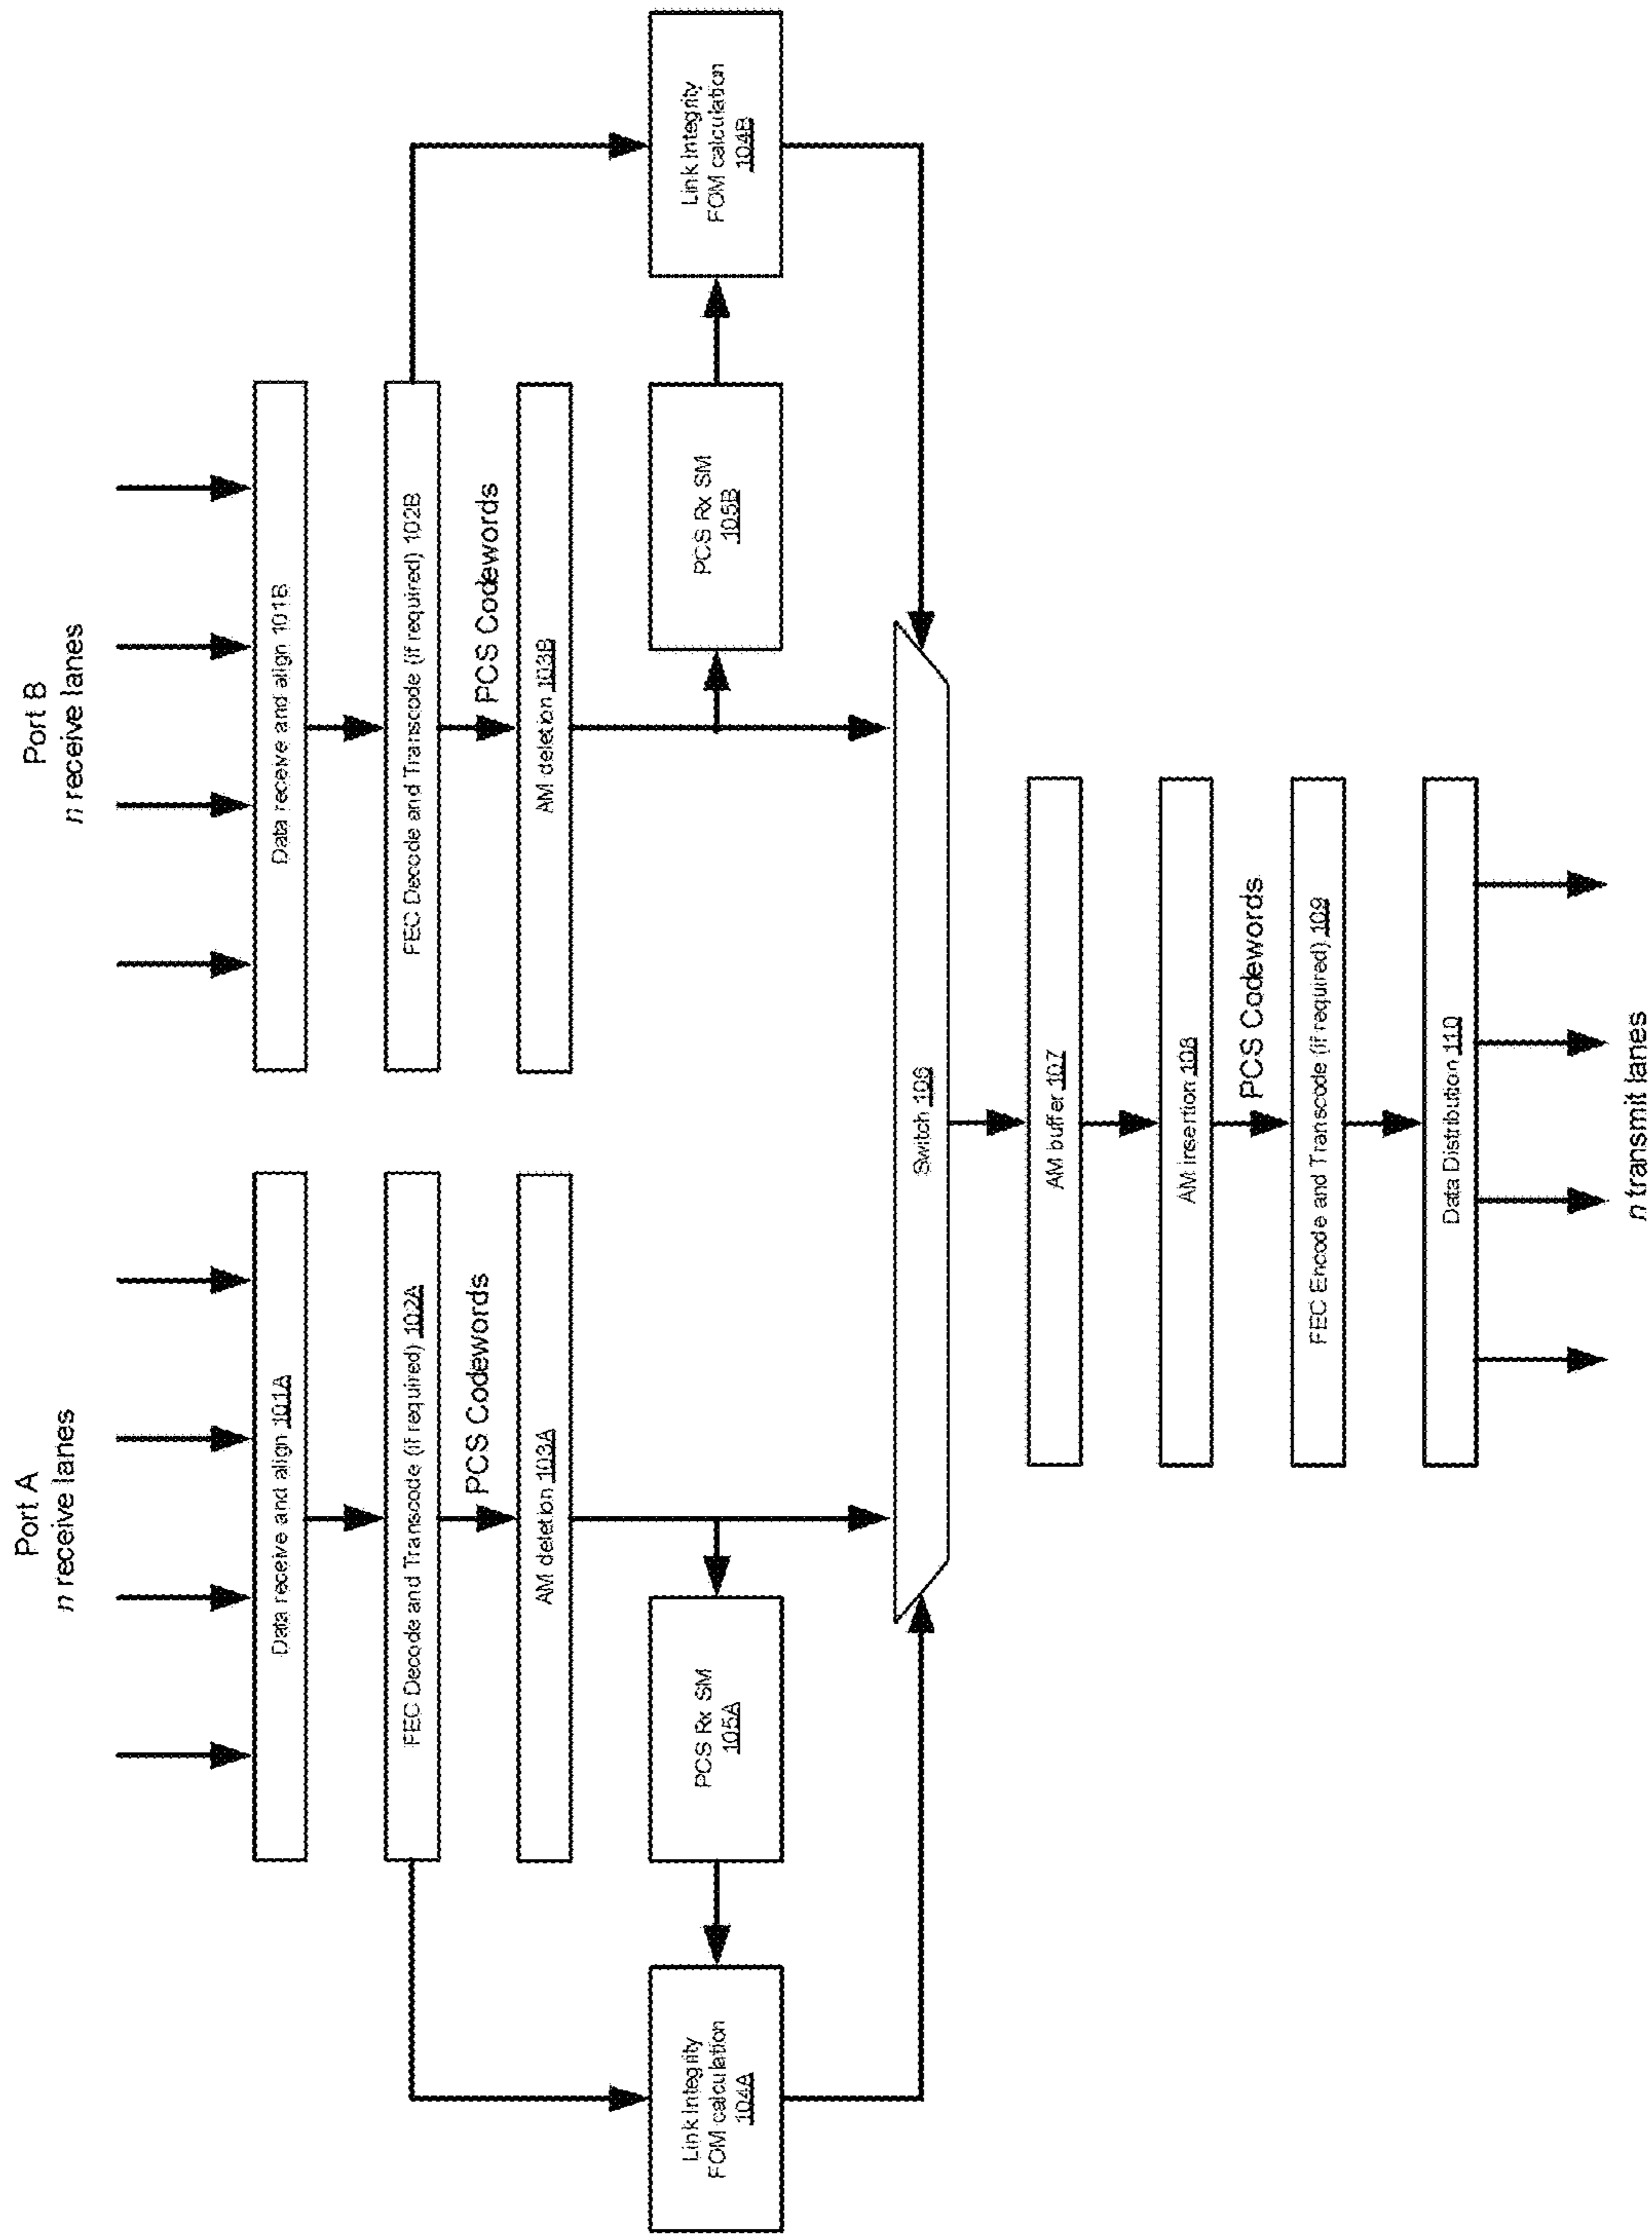 Port A
n receive lanes
Port B
n receive lanes
Data receive and align 101A
Data receive and align 101B
FEC Decode and Transcode (if required) 102A
FEC Decode and Transcode (if required) 102B
PCS Codewords
PCS Codewords
AM deletion 103A
AM deletion 103B
Link Integrity
FOM calculation
104A
PCS Rx SM
105A
PCS Rx SM
105B
Link Integrity
FOM calculation
104B
Switch 106
AM buffer 107
AM insertion 108
PCS Codewords
FEC Encode and Transcode (if required) 109
Data Distribution 110
n transmit lanes